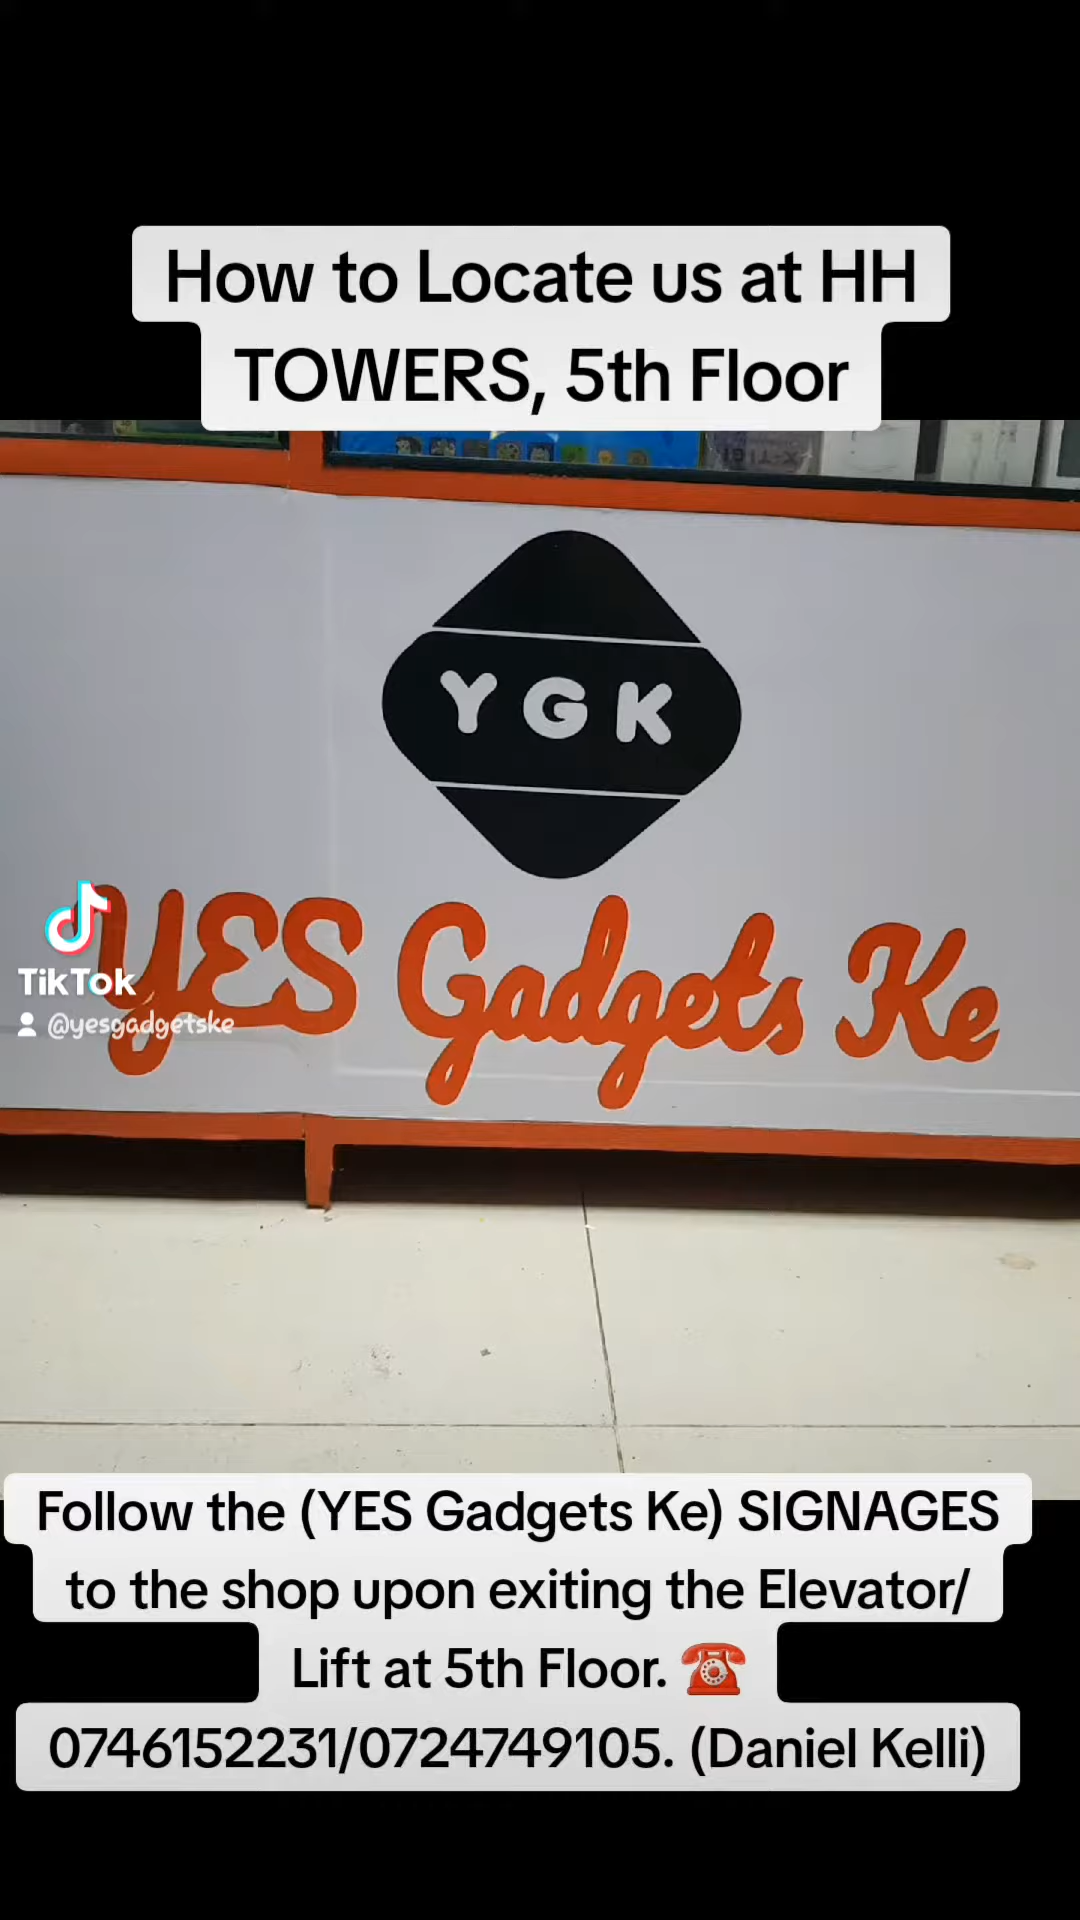 How to Locate us at HH
TOWERS, 5th Floor
YGK
YES Gadgets Ke
TikTok
@yesgadgetske
Follow the (YES Gadgets Ke) SIGNAGES
to the shop upon exiting the Elevator/
Lift at 5th Floor. ☎️
0746152231/0724749105. (Daniel Kelli)